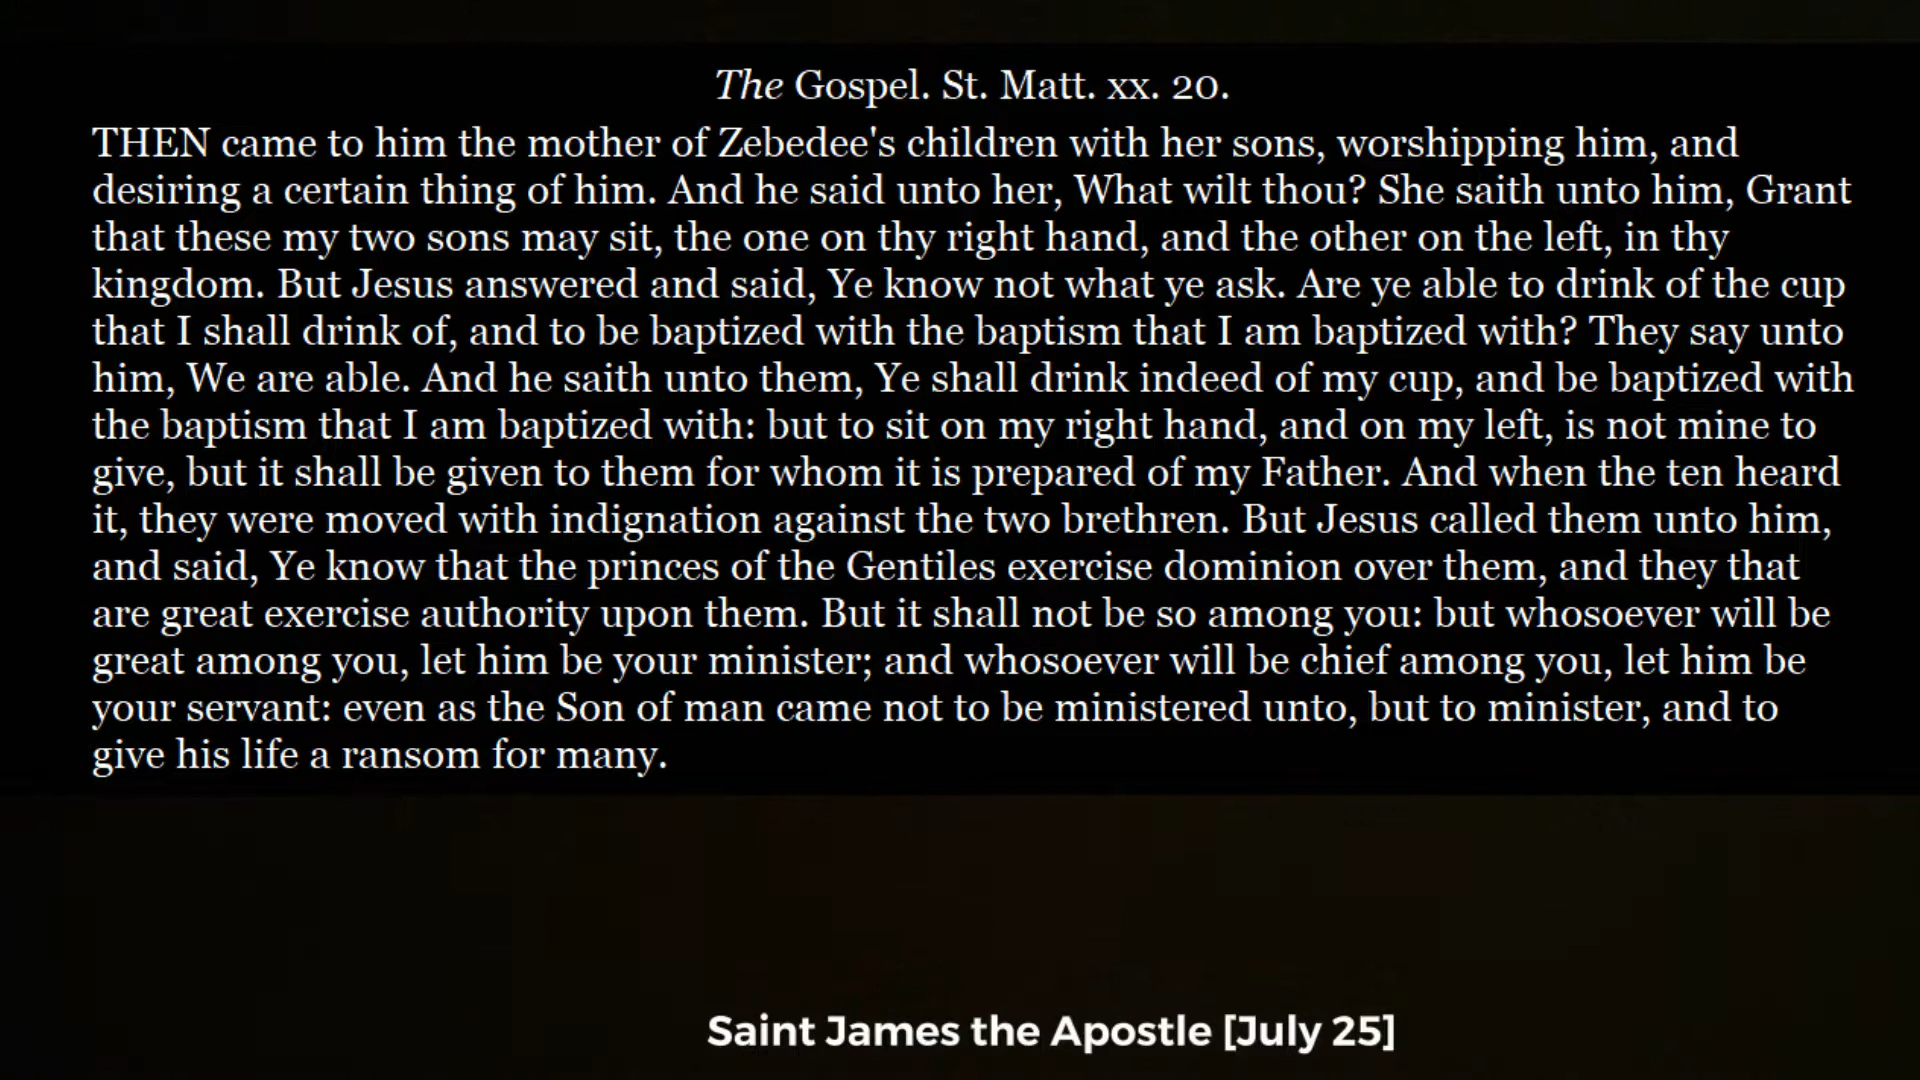 The Gospel. St. Matt. xx. 20.
THEN came to him the mother of Zebedee's children with her sons, worshipping him, and
desiring a certain thing of him. And he said unto her, What wilt thou? She saith unto him, Grant
that these my two sons may sit, the one on thy right hand, and the other on the left, in thy
kingdom. But Jesus answered and said, Ye know not what ye ask. Are ye able to drink of the cup
that I shall drink of, and to be baptized with the baptism that I am baptized with? They say unto
him, We are able. And he saith unto them, Ye shall drink indeed of my cup, and be baptized with
the baptism that I am baptized with: but to sit on my right hand, and on my left, is not mine to
give, but it shall be given to them for whom it is prepared of my Father. And when the ten heard
it, they were moved with indignation against the two brethren. But Jesus called them unto him,
and said, Ye know that the princes of the Gentiles exercise dominion over them, and they that
are great exercise authority upon them. But it shall not be so among you: but whosoever will be
great among you, let him be your minister; and whosoever will be chief among you, let him be
your servant: even as the Son of man came not to be ministered unto, but to minister, and to
give his life a ransom for many.
Saint James the Apostle [July 25]